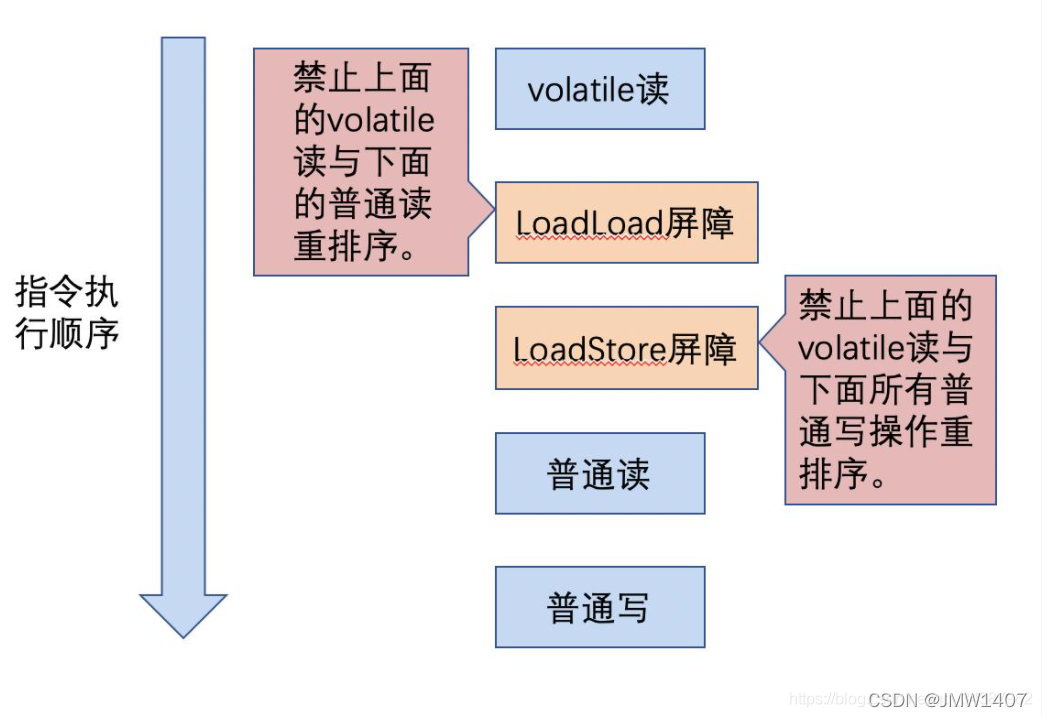 禁止上面
的volatile
读与下面
的普通读
重排序。
volatile读
LoadLoad屏障
指令执
行顺序
LoadStore屏障
禁止上面的
volatile读与
下面所有普
通写操作重
排序。
普通读
普通写
https://blog.
CSDN @JMW1407